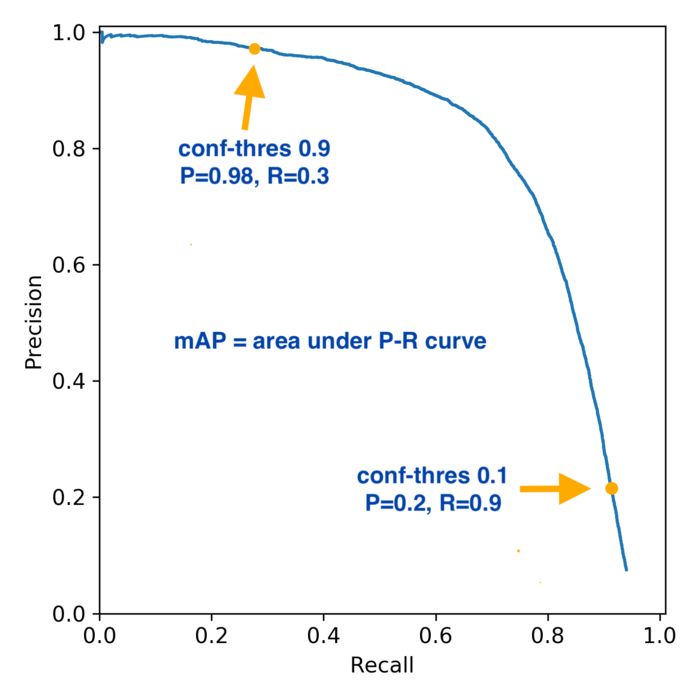 1.0
0.8
0.6
0.4
0.2
0.0
Precision
conf-thres 0.9
P=0.98, R=0.3
mAP = area under P-R curve
conf-thres 0.1
P=0.2, R=0.9
0.0 0.2 0.4 0.6 0.8 1.0
Recall